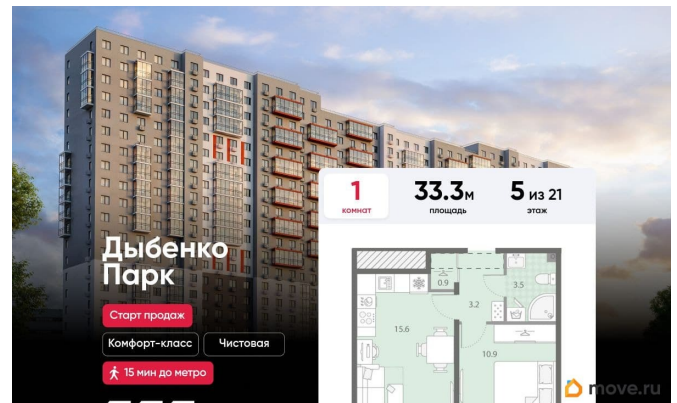 1
комнат
33.3м
площадь
5 из 21
этаж
Дыбенко
Парк
Старт продаж
Комфорт-класс
Чистовая
15 мин до метро
0.9
3.5
3.2
15.6
10.9
move.ru